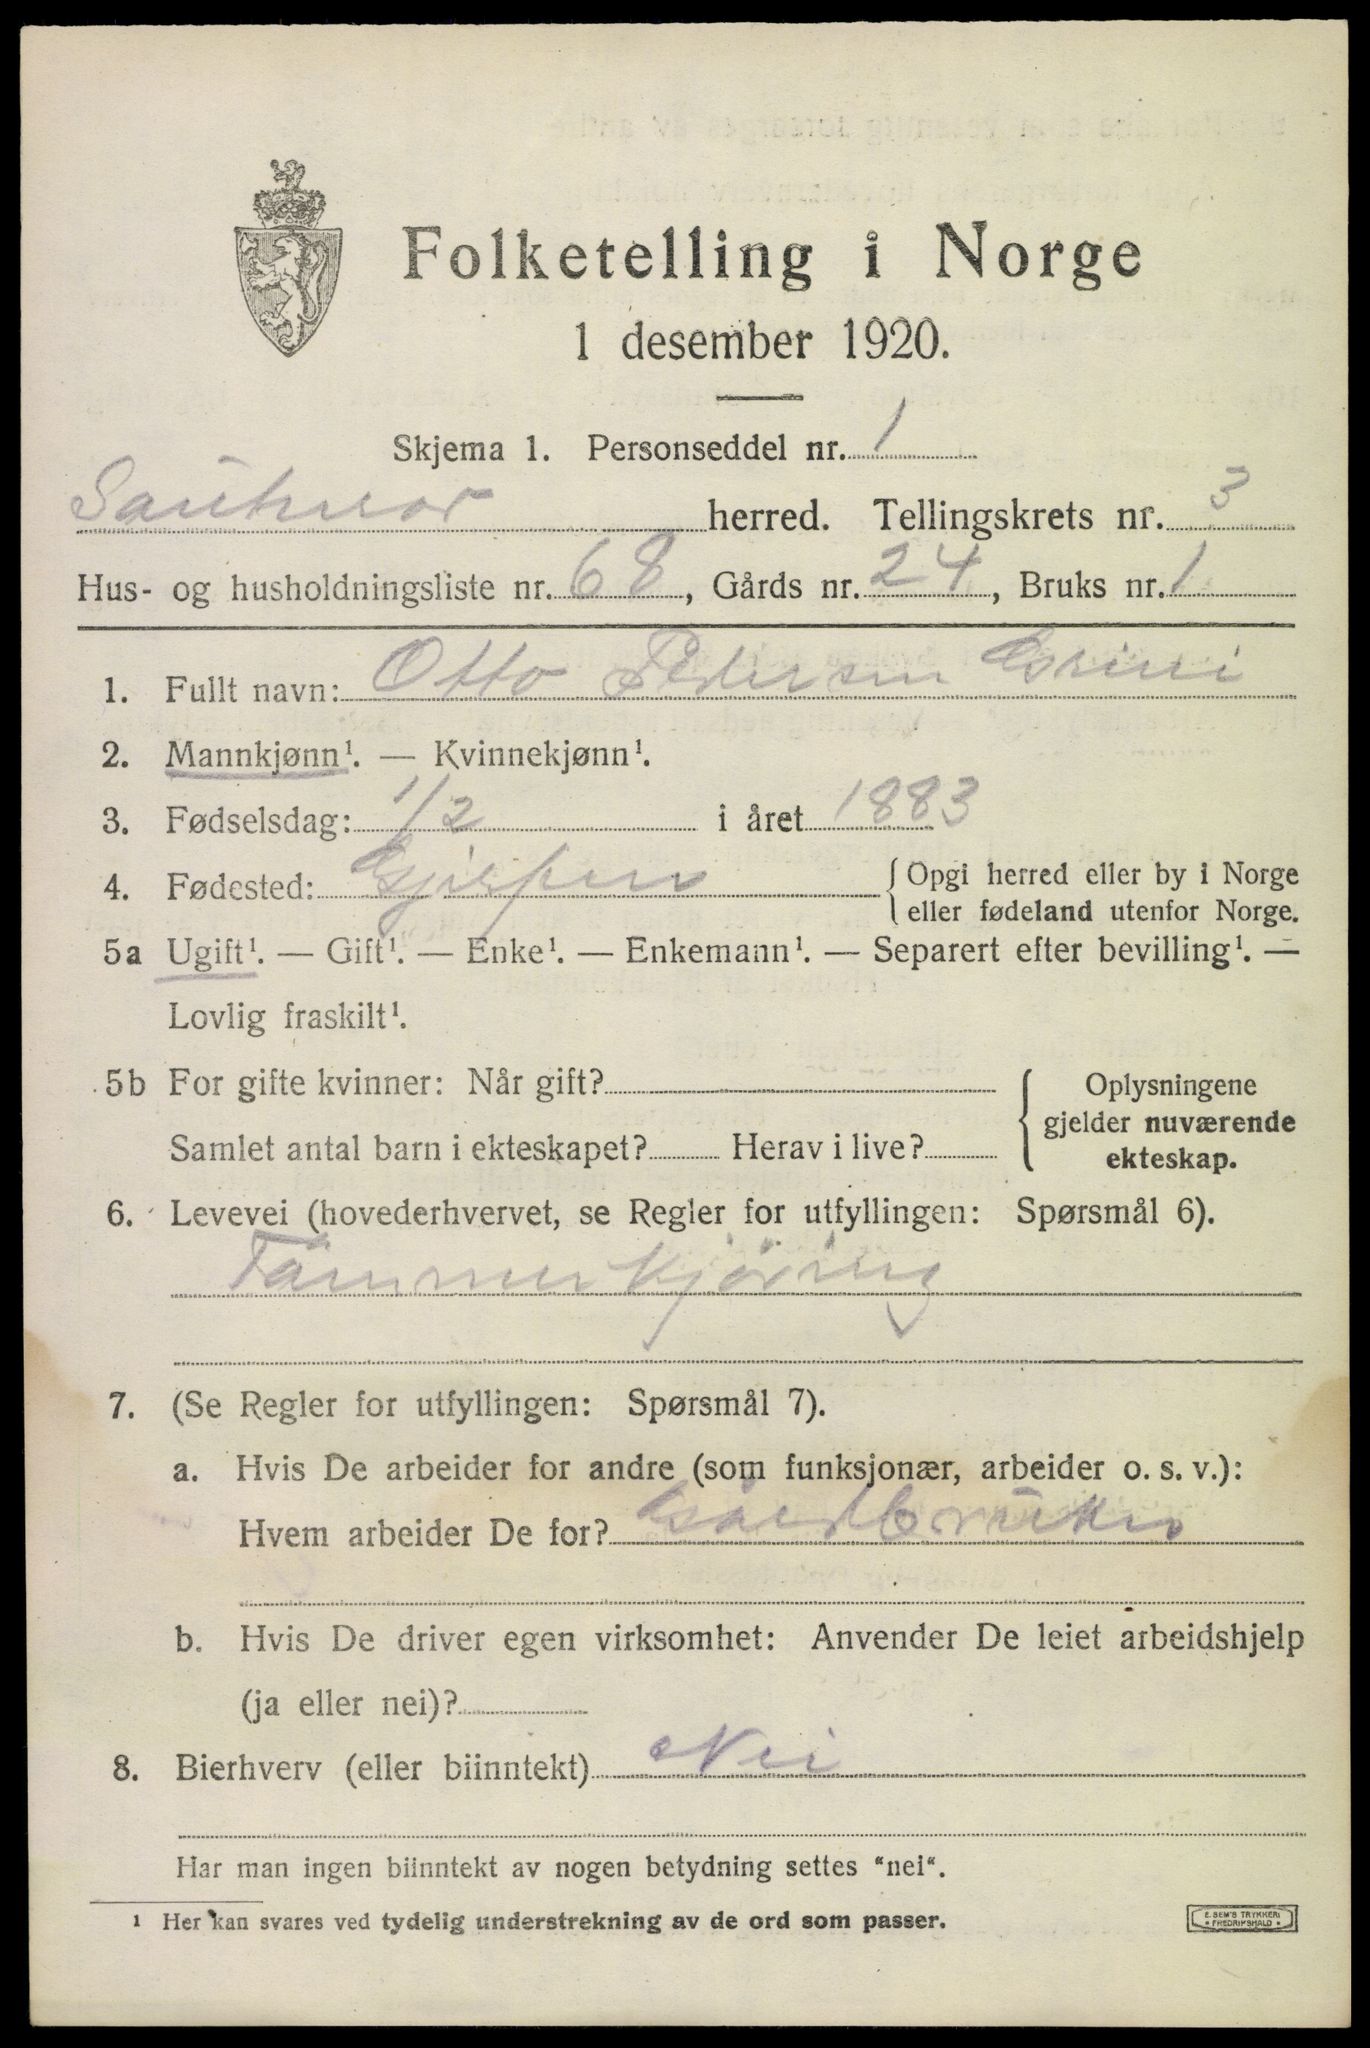 Folketelling i Norge
1 desember 1920.
Skjema 1. Personseddel nr. 1
Sauherad herred. Tellingskrets nr. 3
Hus- og husholdningsliste nr. 68, Gårds nr. 24, Bruks nr. 1
1. Fullt navn: Otto Pedersen Grini
2. Mannkjønn¹. — Kvinnekjønn¹.
3. Fødselsdag: 1/2 i året 1883
4. Fødested: Gjerpen { Opgi herred eller by i Norge
eller fødeland utenfor Norge.
5a Ugift¹. — Gift¹. — Enke¹. — Enkemann¹. — Separert efter bevilling¹. —
Lovlig fraskilt¹.
5b For gifte kvinner: Når gift? { Oplysningene
gjelder nuværende
Samlet antal barn i ekteskapet? Herav i live?
ekteskap.
6. Levevei (hovederhvervet, se Regler for utfyllingen: Spørsmål 6).
Tømmerkjöring
7. (Se Regler for utfyllingen: Spørsmål 7).
a. Hvis De arbeider for andre (som funksjonær, arbeider o. s. v.):
Hvem arbeider De for? Gårdbruker
b. Hvis De driver egen virksomhet: Anvender De leiet arbeidshjelp
(ja eller nei)?
8. Bierhverv (eller biinntekt) Nei
Har man ingen biinntekt av nogen betydning settes "nei".
¹ Her kan svares ved tydelig understrekning av de ord som passer.
E. SEM'S TRYKKERI
• FREDRIKSHALD •